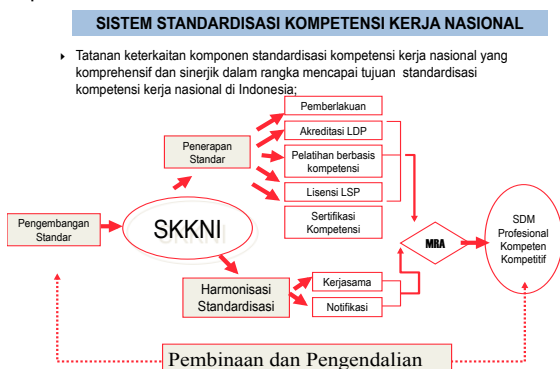 SISTEM STANDARDISASI KOMPETENSI KERJA NASIONAL
Tatanan keterkaitan komponen standardisasi kompetensi kerja nasional yang
komprehensif dan sinerjik dalam rangka mencapai tujuan standardisasi
kompetensi kerja nasional di Indonesia;
Pemberlakuan
Akreditasi LDP
Penerapan
Standar
Pelatihan berbasis
kompetensi
Lisensi LSP
Sertifikasi
Kompetensi
Pengembangan
Standar
SKKNI
MRA
SDM
Profesional
Kompeten
Kompetitif
Harmonisasi
Standardisasi
Kerjasama
Notifikasi
Pembinaan dan Pengendalian